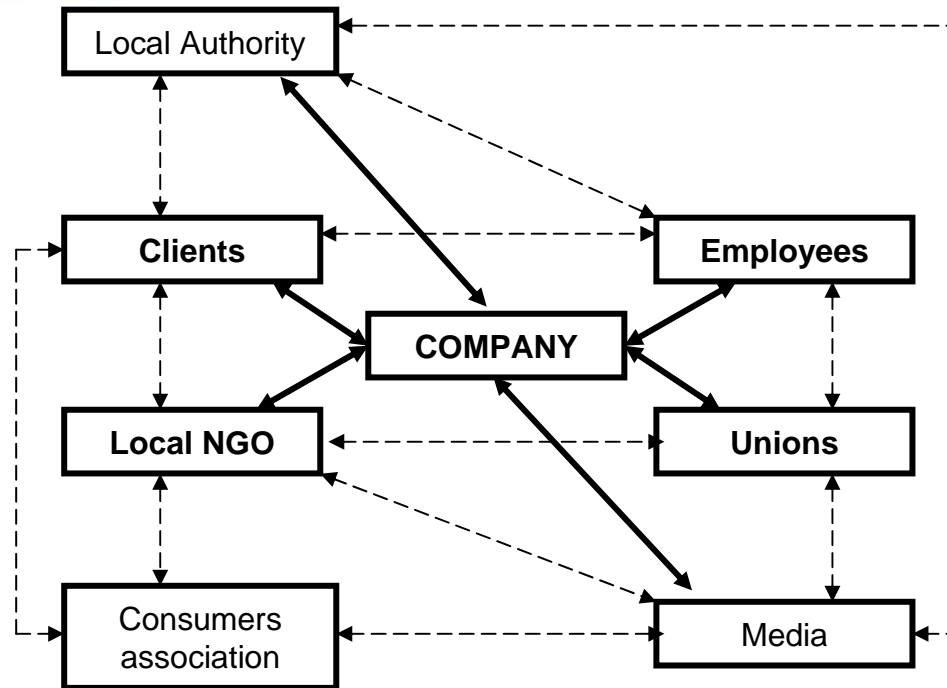 Local Authority
Clients
Employees
COMPANY
Local NGO
Unions
Consumers
association
Media